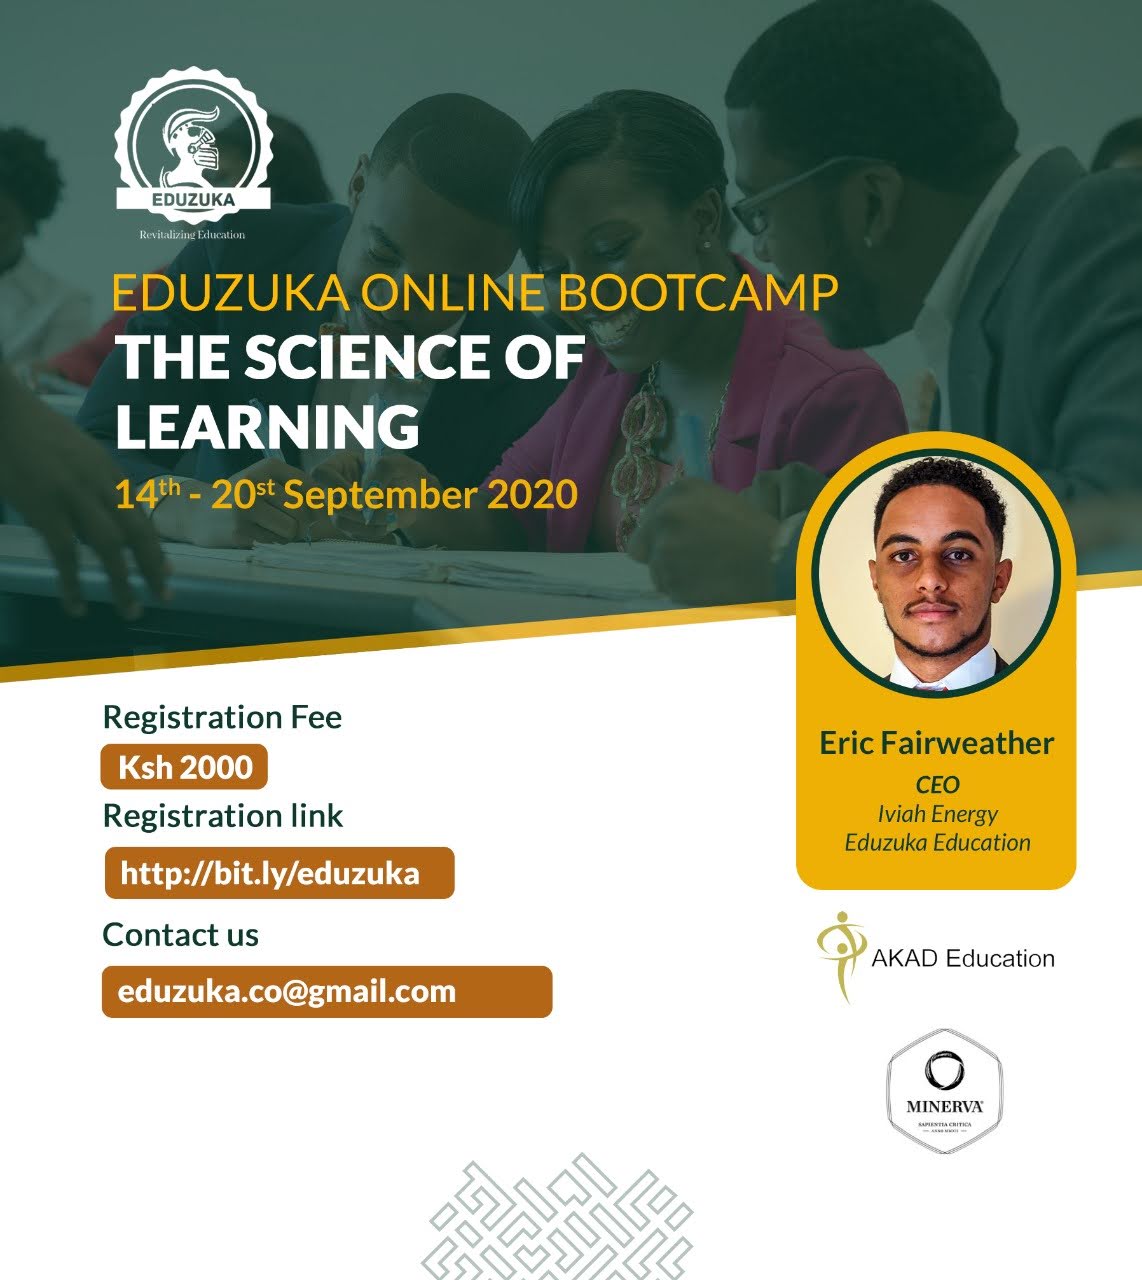 EDUZUKA
Revitalizing Education
EDUZUKA ONLINE BOOTCAMP
THE SCIENCE OF
LEARNING
14th - 20st September 2020
Registration Fee
Ksh 2000
Registration link
http://bit.ly/eduzuka
Contact us
eduzuka.co@gmail.com
Eric Fairweather
CEO
Iviah Energy
Eduzuka Education
AKAD Education
MINERVA
SAPIENTIA CRITICA